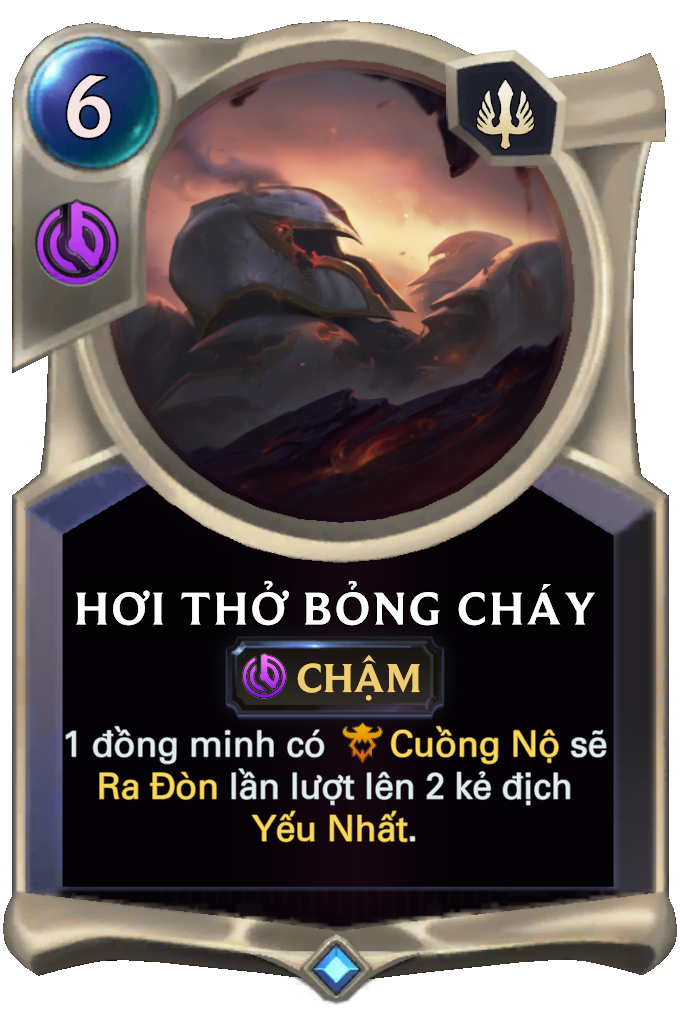 6
HƠI THỞ BỎNG CHÁY
CHẬM
1 đồng minh có Cuồng Nộ sẽ
Ra Đòn lần lượt lên 2 kẻ địch
Yếu Nhất.